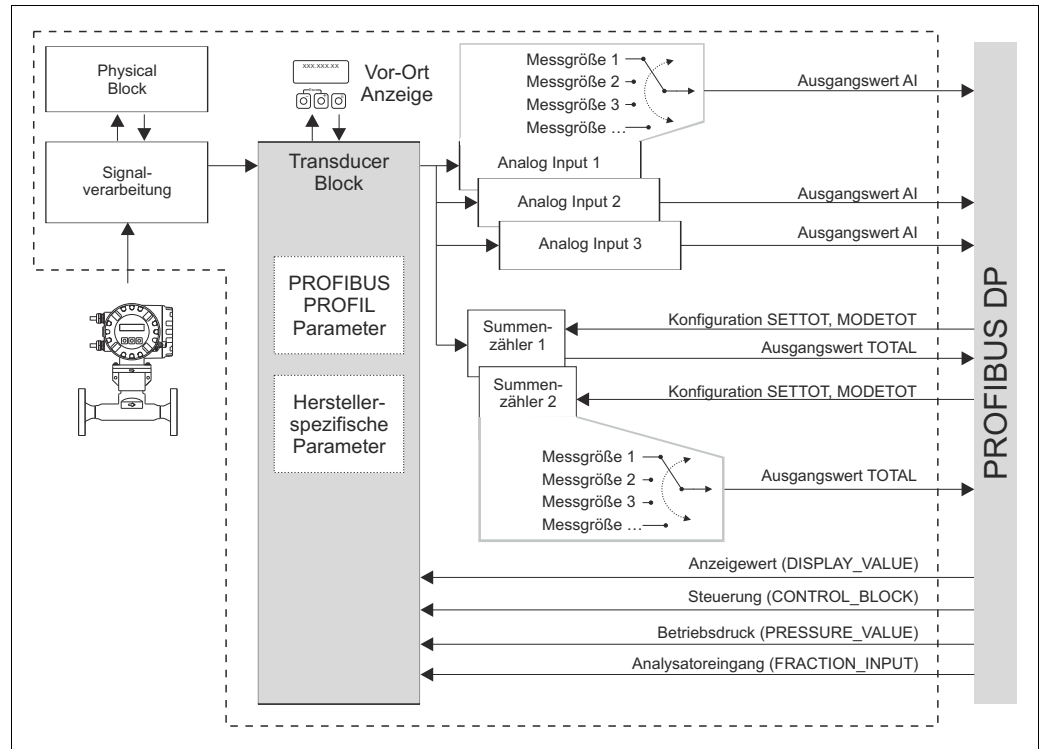 Physical
Block
Signal-
verarbeitung
xxx.xxx.xx
Vor-Ort
Anzeige
Transducer
Block
PROFIBUS
PROFIL
Parameter
Hersteller-
spezifische
Parameter
Messgröße 1
Messgröße 2
Messgröße 3
Messgröße …
Analog Input 1
Analog Input 2
Analog Input 3
Ausgangswert AI
Ausgangswert AI
Ausgangswert AI
Summen-
zähler 1
Summen-
zähler 2
Konfiguration SETTOT, MODETOT
Ausgangswert TOTAL
Konfiguration SETTOT, MODETOT
Messgröße 1
Messgröße 2
Messgröße 3
Messgröße …
Ausgangswert TOTAL
Anzeigewert (DISPLAY_VALUE)
Steuerung (CONTROL_BLOCK)
Betriebsdruck (PRESSURE_VALUE)
Analysatoreingang (FRACTION_INPUT)
PROFIBUS DP